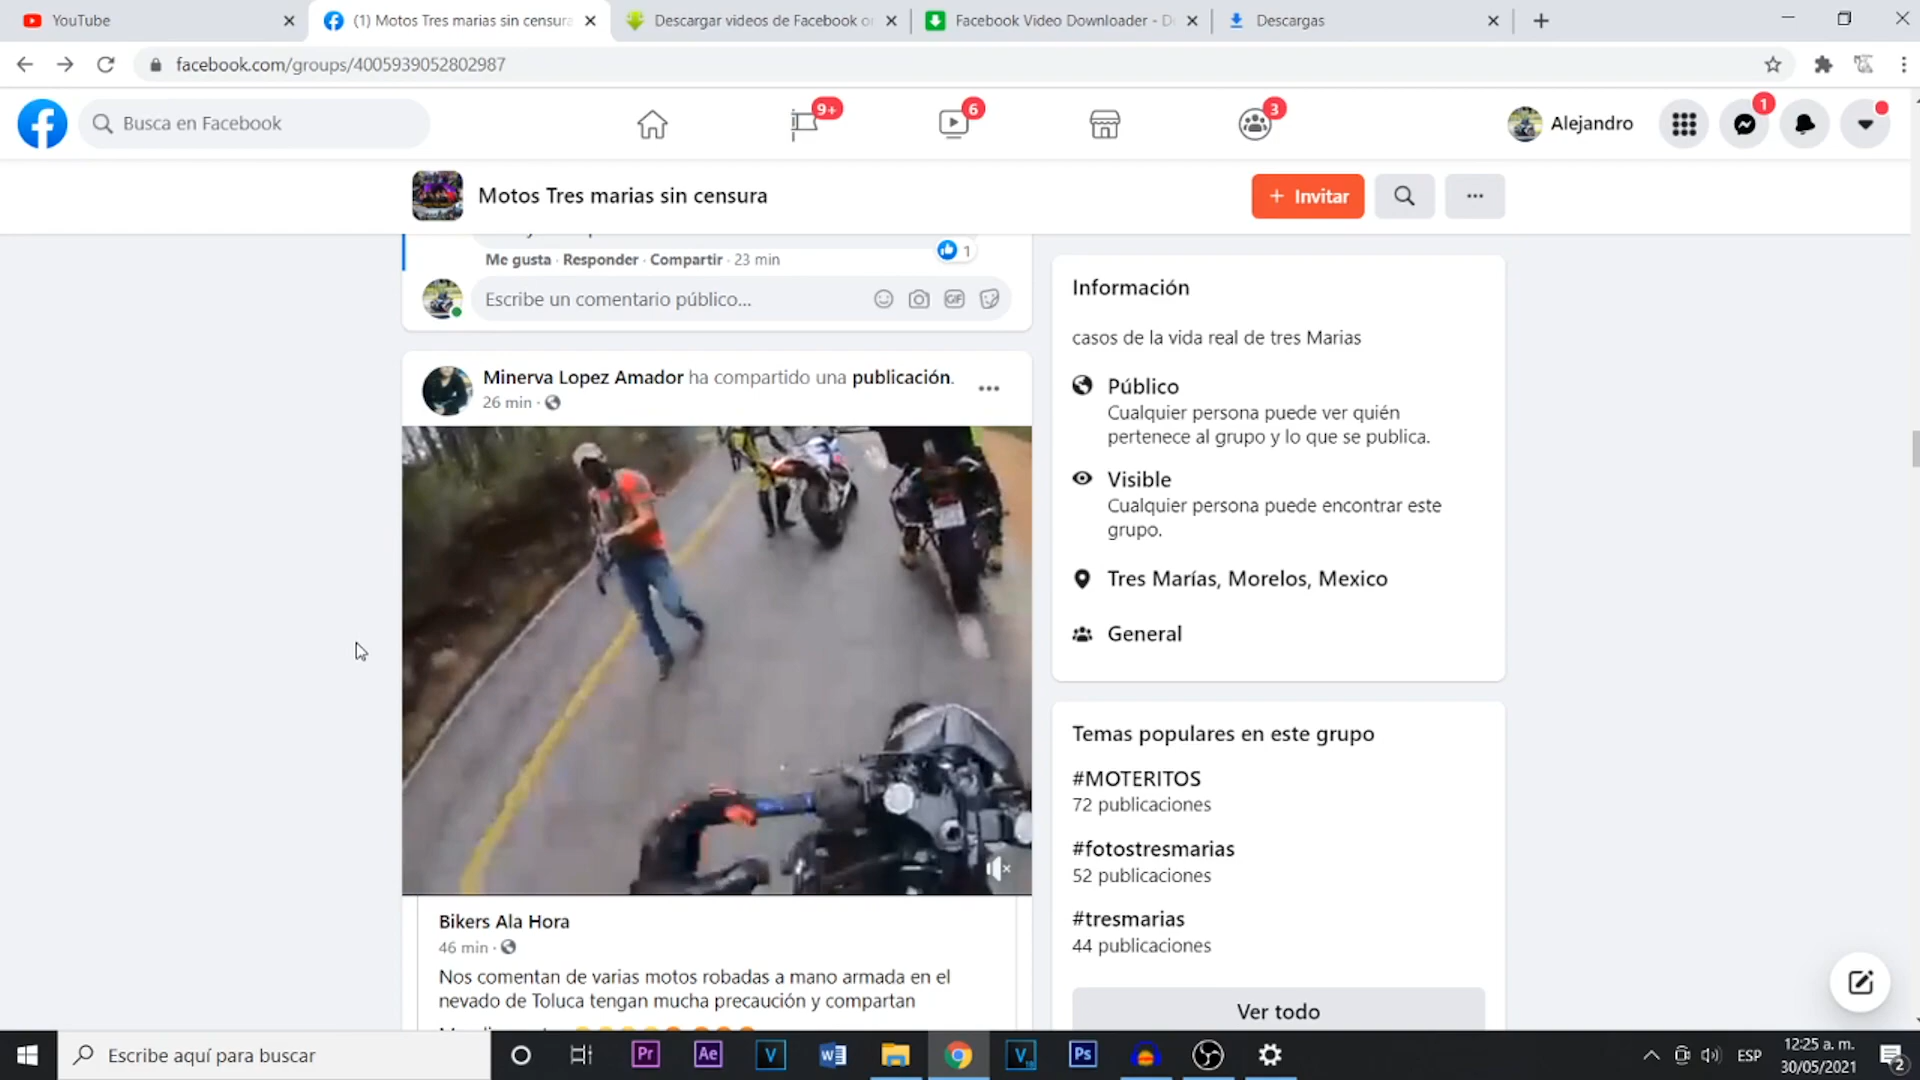 YouTube
(1) Motos Tres marias sin censura
Descargar videos de Facebook
Facebook Video Downloader -
Descargas
facebook.com/groups/4005939052802987
Busca en Facebook
9+
6
3
Alejandro
1
Motos Tres marias sin censura
+ Invitar
Me gusta · Responder · Compartir · 23 min
1
Escribe un comentario público...
GIF
Minerva Lopez Amador ha compartido una publicación.
26 min ·
Bikers Ala Hora
46 min ·
Nos comentan de varias motos robadas a mano armada en el
nevado de Toluca tengan mucha precaución y compartan
Información
casos de la vida real de tres Marias
Público
Cualquier persona puede ver quién
pertenece al grupo y lo que se publica.
Visible
Cualquier persona puede encontrar este
grupo.
Tres Marías, Morelos, Mexico
General
Temas populares en este grupo
#MOTERITOS
72 publicaciones
#fotostresmarias
52 publicaciones
#tresmarias
44 publicaciones
Ver todo
Escribe aquí para buscar
Pr
Ae
V
W
V
18
Ps
ESP
12:25 a. m.
30/05/2021
2